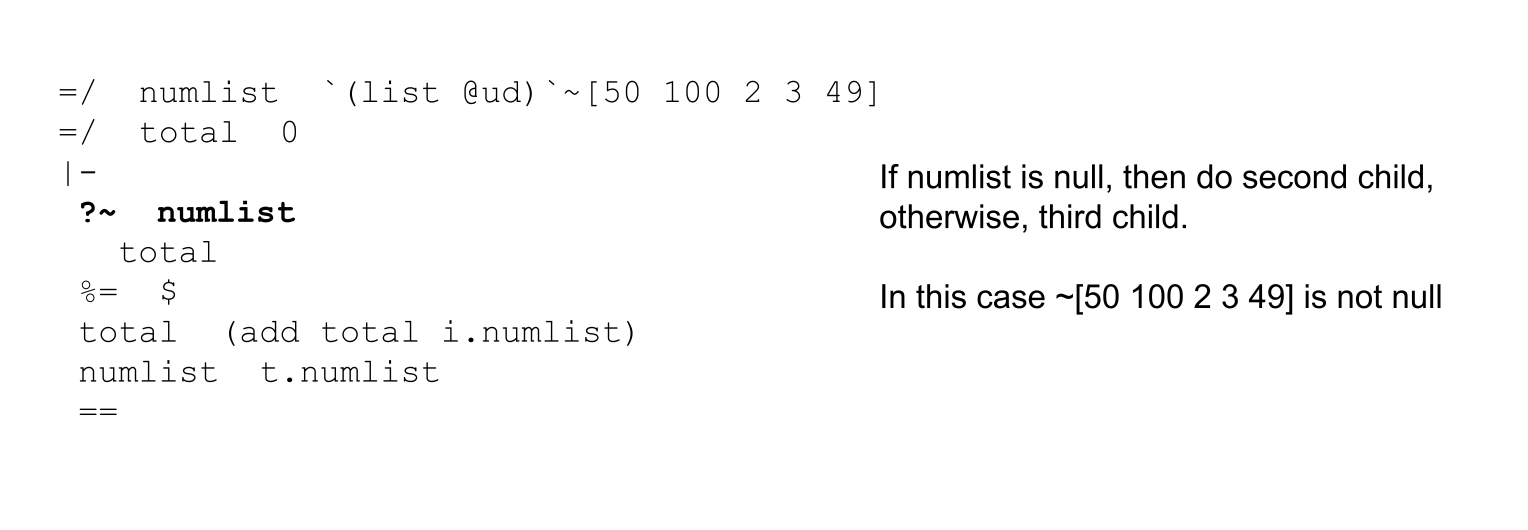 =/  numlist  `(list @ud)`~[50 100 2 3 49]
=/  total  0
|-
?~  numlist
total
%=  $
total  (add total i.numlist)
numlist  t.numlist
==
If numlist is null, then do second child,
otherwise, third child.
In this case ~[50 100 2 3 49] is not null